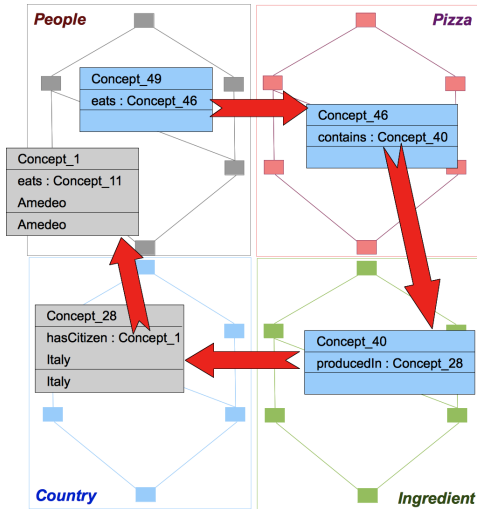 People
Pizza
Concept_49
eats : Concept_46
Concept_46
contains : Concept_40
Concept_1
eats : Concept_11
Amedeo
Amedeo
Concept_28
hasCitizen : Concept_1
Italy
Italy
Concept_40
producedIn : Concept_28
Country
Ingredient